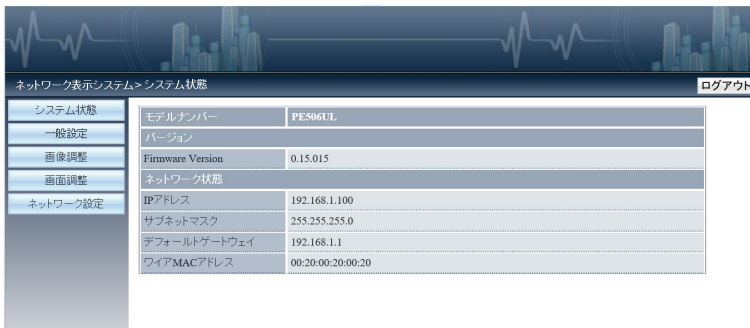 ネットワーク表示システム>システム状態
ログアウト
システム状態
一般設定
画像調整
画面調整
ネットワーク設定
モデルナンバー PE506UL
バージョン
Firmware Version 0.15.015
ネットワーク状態
IPアドレス 192.168.1.100
サブネットマスク 255.255.255.0
デフォールトゲートウェイ 192.168.1.1
ワイアMACアドレス 00:20:00:20:00:20